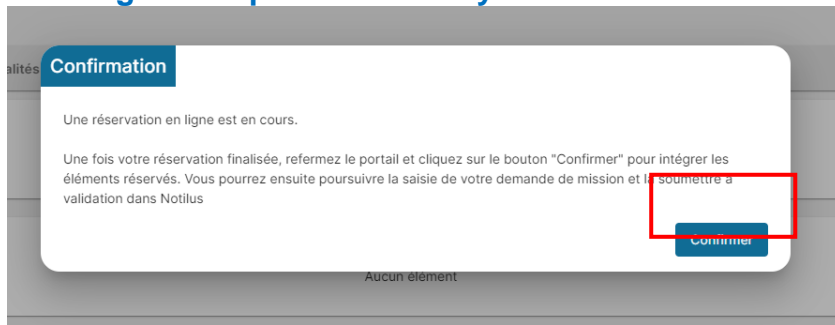 alités
Confirmation
Une réservation en ligne est en cours.
Une fois votre réservation finalisée, refermez le portail et cliquez sur le bouton "Confirmer" pour intégrer les
éléments réservés. Vous pourrez ensuite poursuivre la saisie de votre demande de mission et la soumettre à
validation dans Notilus
Confirmer
Aucun élément